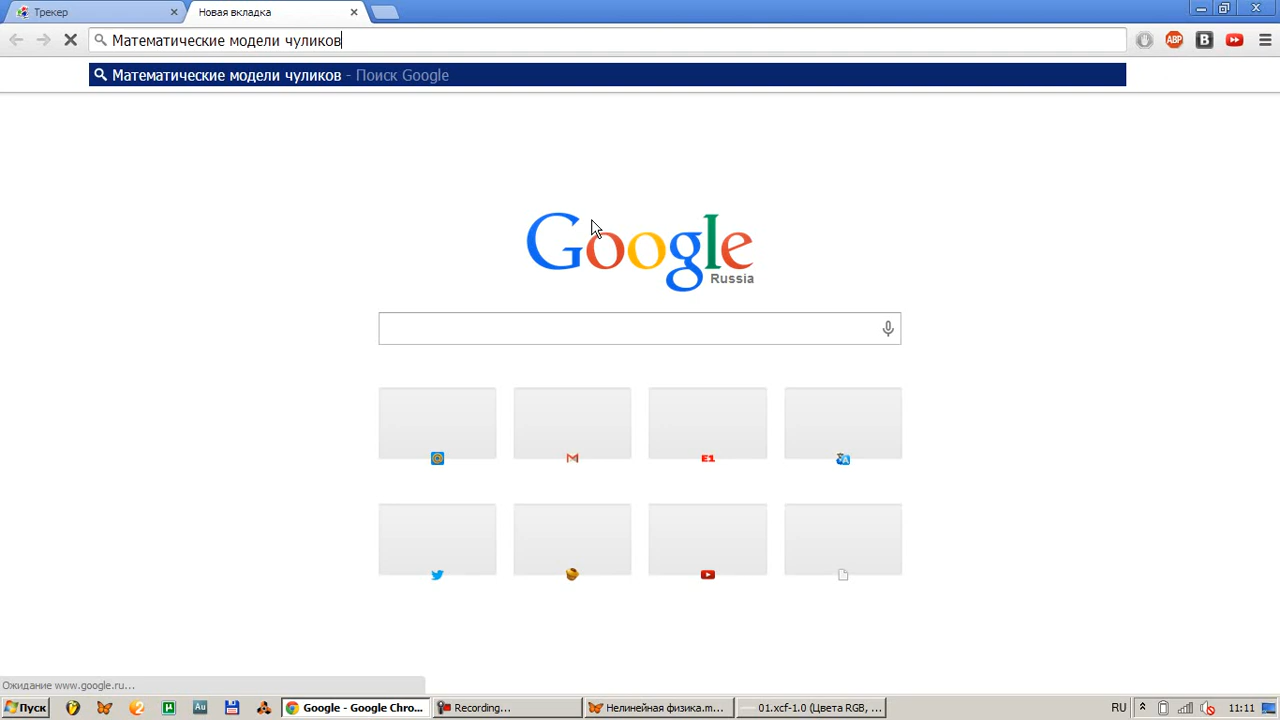 Трекер
Новая вкладка
Математические модели чуликов
ABP
B
Математические модели чуликов - Поиск Google
Google
Russia
E1
Ожидание www.google.ru...
Пуск
Au
Google - Google Chro...
Recording...
Нелинейная физика.m...
01.xcf-1.0 (Цвета RGB, ...
RU
11:11